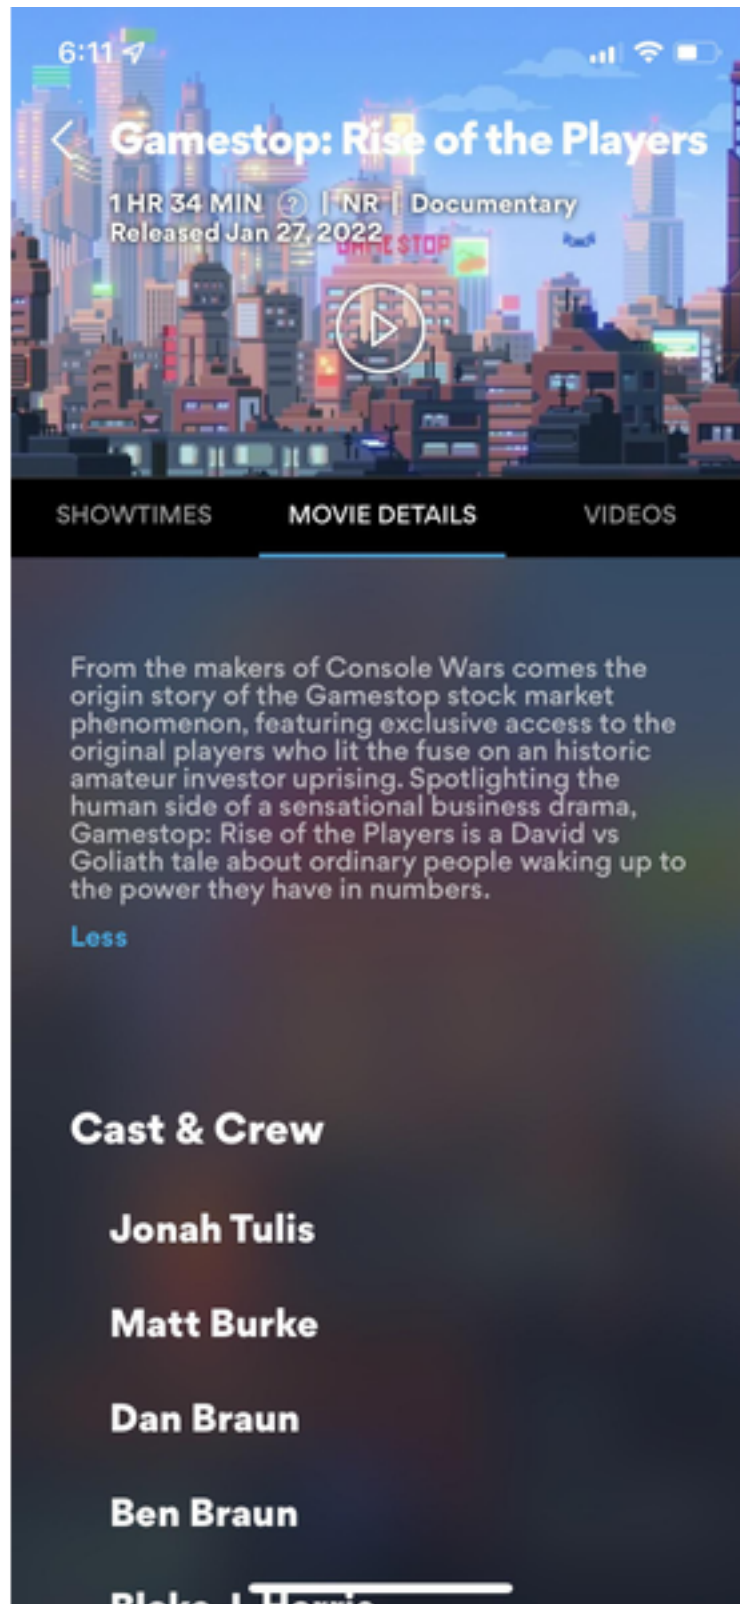 6:11
Gamestop: Rise of the Players
1 HR 34 MIN ? | NR | Documentary
Released Jan 27, 2022
GAMESTOP
SHOWTIMES MOVIE DETAILS VIDEOS
From the makers of Console Wars comes the
origin story of the Gamestop stock market
phenomenon, featuring exclusive access to the
original players who lit the fuse on an historic
amateur investor uprising. Spotlighting the
human side of a sensational business drama,
Gamestop: Rise of the Players is a David vs
Goliath tale about ordinary people waking up to
the power they have in numbers.
Less
Cast & Crew
Jonah Tulis
Matt Burke
Dan Braun
Ben Braun
Blake J. Harris